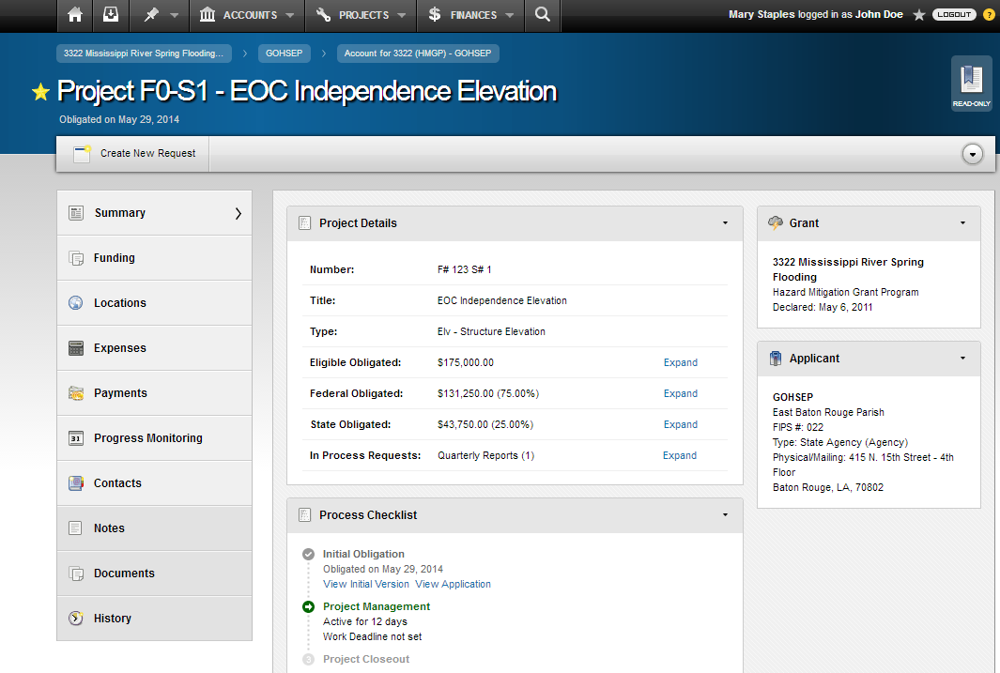 ACCOUNTS PROJECTS $ FINANCES Mary Staples logged in as John Doe LOGOUT ?
3322 Mississippi River Spring Flooding... GOHSEP Account for 3322 (HMGP) - GOHSEP
Project F0-S1 - EOC Independence Elevation
Obligated on May 29, 2014
READ-ONLY
Create New Request
Summary
Funding
Locations
Expenses
Payments
31 Progress Monitoring
Contacts
Notes
Documents
History
Project Details
Number: F# 123 S# 1
Title: EOC Independence Elevation
Type: Elv - Structure Elevation
Eligible Obligated: $175,000.00 Expand
Federal Obligated: $131,250.00 (75.00%) Expand
State Obligated: $43,750.00 (25.00%) Expand
In Process Requests: Quarterly Reports (1) Expand
Process Checklist
Initial Obligation
Obligated on May 29, 2014
View Initial Version View Application
Project Management
Active for 12 days
Work Deadline not set
3 Project Closeout
Grant
3322 Mississippi River Spring
Flooding
Hazard Mitigation Grant Program
Declared: May 6, 2011
Applicant
GOHSEP
East Baton Rouge Parish
FIPS #: 022
Type: State Agency (Agency)
Physical/Mailing: 415 N. 15th Street - 4th
Floor
Baton Rouge, LA, 70802